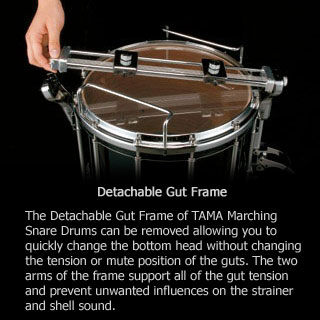 Detachable Gut Frame
The Detachable Gut Frame of TAMA Marching
Snare Drums can be removed allowing you to
quickly change the bottom head without changing
the tension or mute position of the guts. The two
arms of the frame support all of the gut tension
and prevent unwanted influences on the strainer
and shell sound.